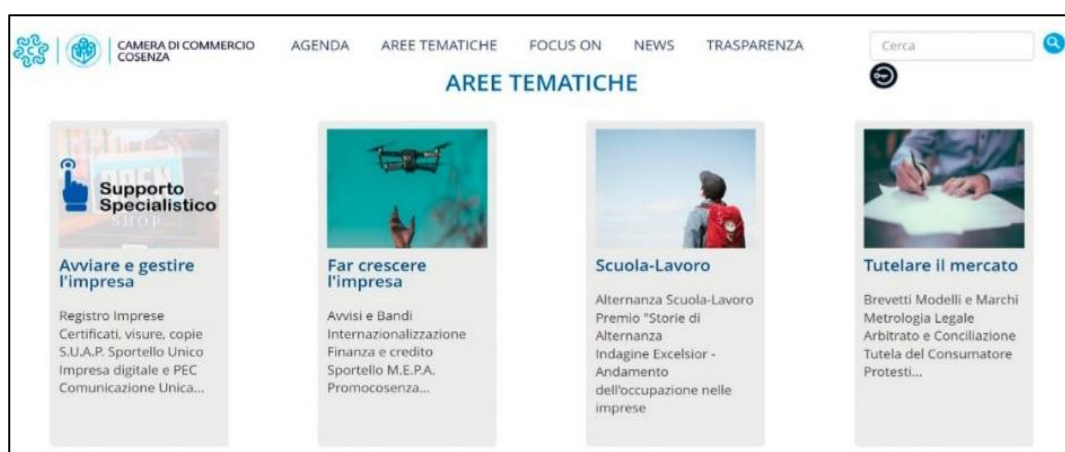 CAMERA DI COMMERCIO
COSENZA
AGENDA AREE TEMATICHE FOCUS ON NEWS TRASPARENZA
Cerca
AREE TEMATICHE
Supporto
Specialistico
SHOP
Avviare e gestire
l'impresa
Registro Imprese
Certificati, visure, copie
S.U.A.P. Sportello Unico
Impresa digitale e PEC
Comunicazione Unica...
Far crescere
l'impresa
Avvisi e Bandi
Internazionalizzazione
Finanza e credito
Sportello M.E.P.A.
Promocosenza...
Scuola-Lavoro
Alternanza Scuola-Lavoro
Premio "Storie di
Alternanza
Indagine Excelsior -
Andamento
dell'occupazione nelle
imprese
Tutelare il mercato
Brevetti Modelli e Marchi
Metrologia Legale
Arbitrato e Conciliazione
Tutela del Consumatore
Protesti...